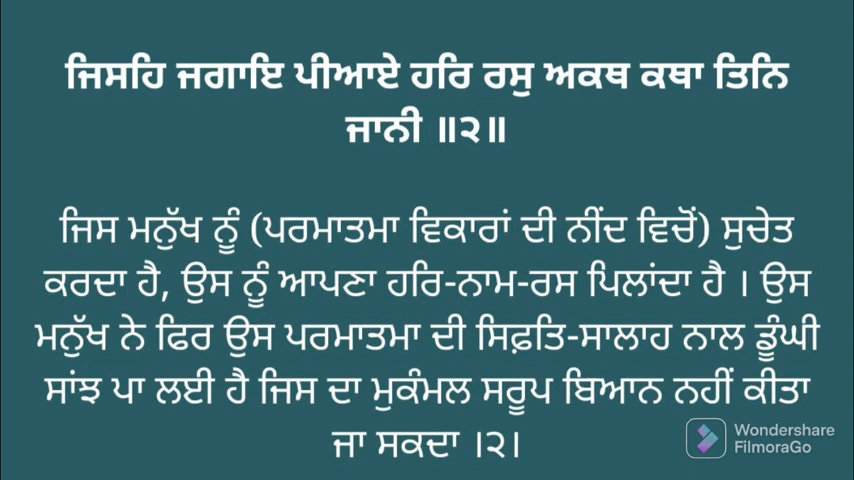 ਜਿਸਹਿ ਜਗਾਇ ਪੀਆਏ ਹਰਿ ਰਸੁ ਅਕਥ ਕਥਾ ਤਿਨਿ
ਜਾਨੀ ॥੨॥
ਜਿਸ ਮਨੁੱਖ ਨੂੰ (ਪਰਮਾਤਮਾ ਵਿਕਾਰਾਂ ਦੀ ਨੀਂਦ ਵਿਚੋਂ) ਸੁਚੇਤ
ਕਰਦਾ ਹੈ, ਉਸ ਨੂੰ ਆਪਣਾ ਹਰਿ-ਨਾਮ-ਰਸ ਪਿਲਾਂਦਾ ਹੈ । ਉਸ
ਮਨੁੱਖ ਨੇ ਫਿਰ ਉਸ ਪਰਮਾਤਮਾ ਦੀ ਸਿਫ਼ਤਿ-ਸਾਲਾਹ ਨਾਲ ਡੂੰਘੀ
ਸਾਂਝ ਪਾ ਲਈ ਹੈ ਜਿਸ ਦਾ ਮੁਕੰਮਲ ਸਰੂਪ ਬਿਆਨ ਨਹੀਂ ਕੀਤਾ
ਜਾ ਸਕਦਾ ।੨।
Wondershare
FilmoraGo